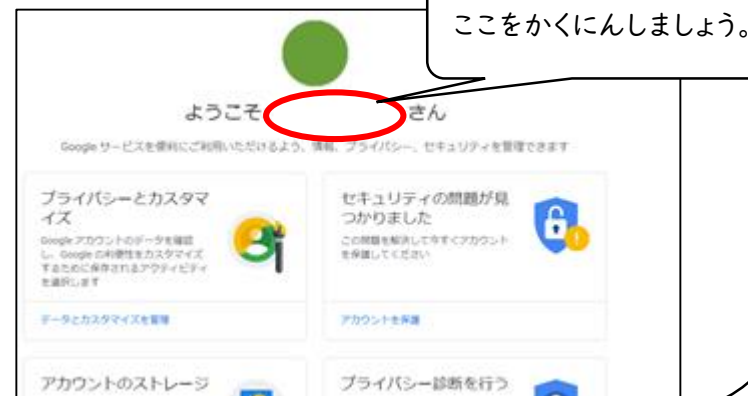 ここをかくにんしましょう。
ようこそ さん
Google サービスを便利にご利用いただけるよう、情報、プライバシー、セキュリティを管理できます
プライバシーとカスタマ
イズ
Google アカウントのデータを確認
し、Google の利便性をカスタマイズ
するために保存されるアクティビティ
を選択します
データとカスタマイズを管理
セキュリティの問題が見
つかりました
この問題を解決して今すぐアカウント
を保護してください
アカウントを保護
アカウントのストレージ
プライバシー診断を行う